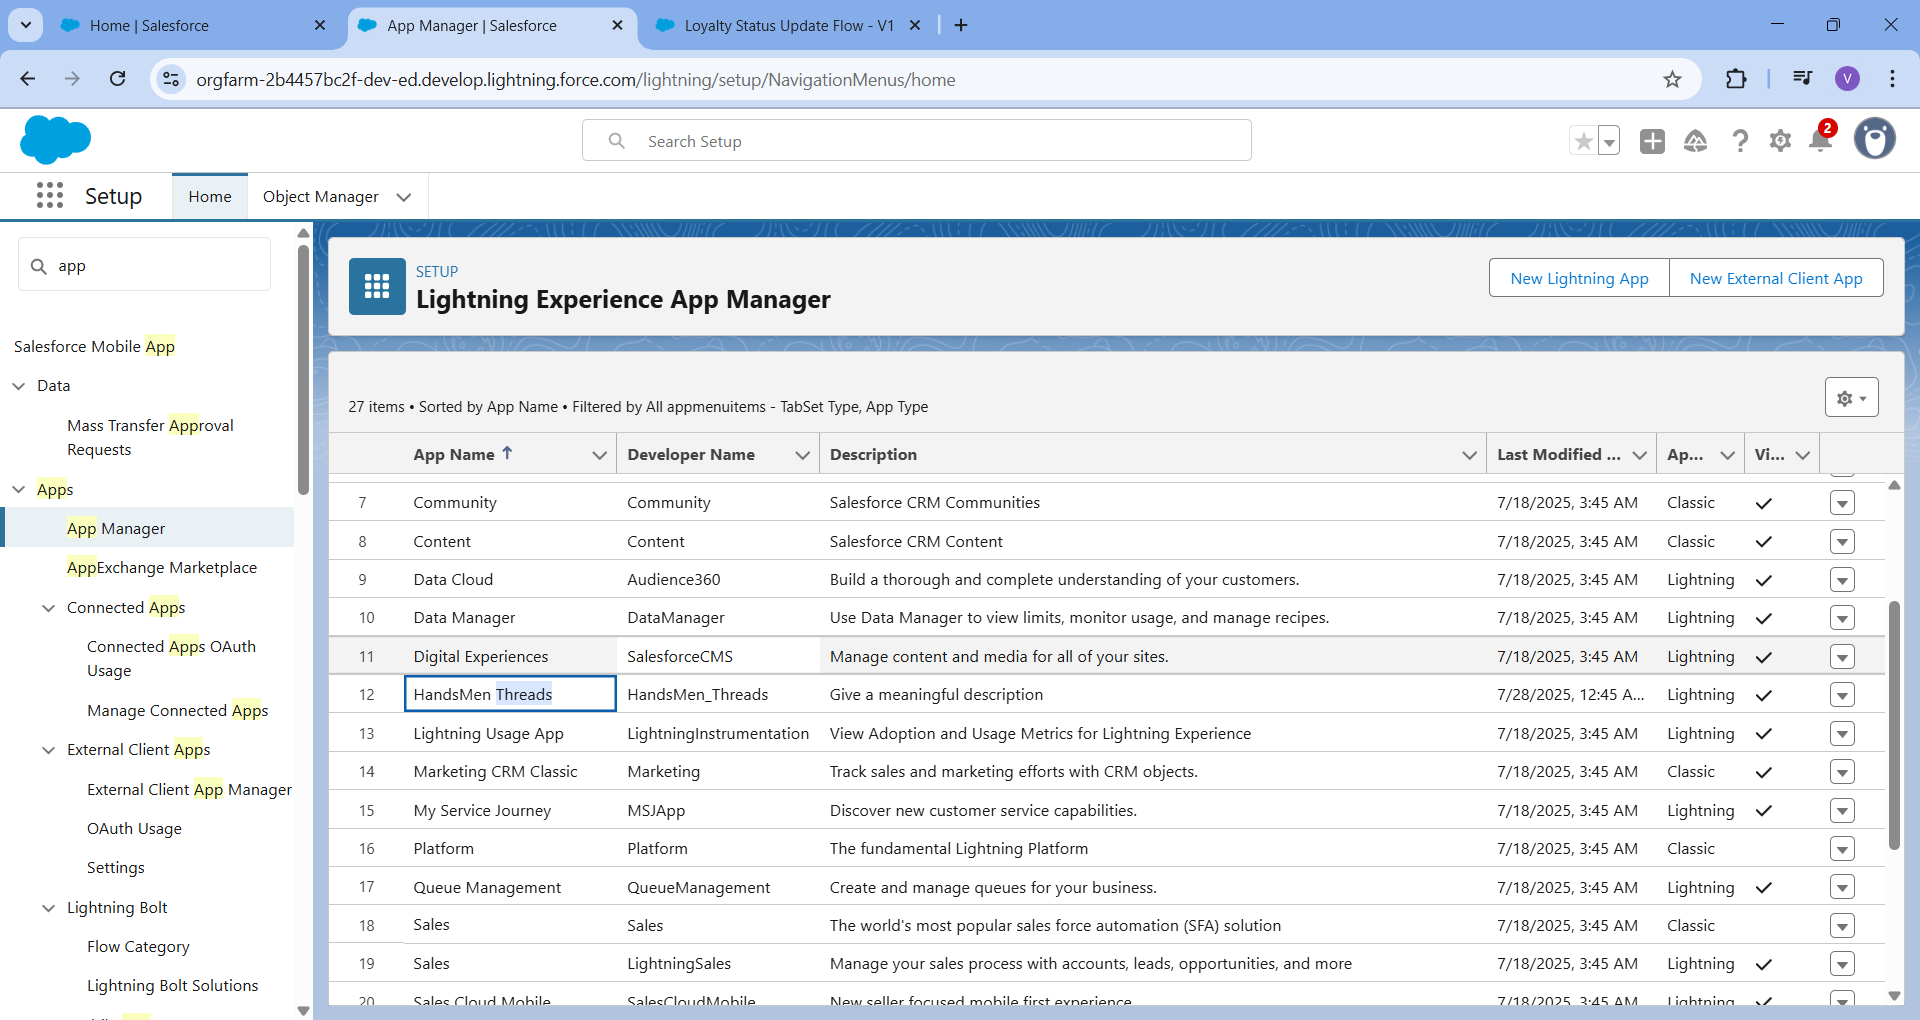 Home | Salesforce
App Manager | Salesforce
Loyalty Status Update Flow - V1
orgfarm-2b4457bc2f-dev-ed.develop.lightning.force.com/lightning/setup/NavigationMenus/home
V
Search Setup
2
Setup
Home
Object Manager
app
Salesforce Mobile App
Data
Mass Transfer Approval
Requests
Apps
App Manager
AppExchange Marketplace
Connected Apps
Connected Apps OAuth
Usage
Manage Connected Apps
External Client Apps
External Client App Manager
OAuth Usage
Settings
Lightning Bolt
Flow Category
Lightning Bolt Solutions
SETUP
Lightning Experience App Manager
New Lightning App
New External Client App
27 items • Sorted by App Name • Filtered by All appmenuitems - TabSet Type, App Type
App Name Developer Name Description Last Modified ... Ap... Vi...
7 Community Community Salesforce CRM Communities 7/18/2025, 3:45 AM Classic
8 Content Content Salesforce CRM Content 7/18/2025, 3:45 AM Classic
9 Data Cloud Audience360 Build a thorough and complete understanding of your customers. 7/18/2025, 3:45 AM Lightning
10 Data Manager DataManager Use Data Manager to view limits, monitor usage, and manage recipes. 7/18/2025, 3:45 AM Lightning
11 Digital Experiences SalesforceCMS Manage content and media for all of your sites. 7/18/2025, 3:45 AM Lightning
12 HandsMen Threads HandsMen_Threads Give a meaningful description 7/28/2025, 12:45 A... Lightning
13 Lightning Usage App LightningInstrumentation View Adoption and Usage Metrics for Lightning Experience 7/18/2025, 3:45 AM Lightning
14 Marketing CRM Classic Marketing Track sales and marketing efforts with CRM objects. 7/18/2025, 3:45 AM Classic
15 My Service Journey MSJApp Discover new customer service capabilities. 7/18/2025, 3:45 AM Lightning
16 Platform Platform The fundamental Lightning Platform 7/18/2025, 3:45 AM Classic
17 Queue Management QueueManagement Create and manage queues for your business. 7/18/2025, 3:45 AM Lightning
18 Sales Sales The world's most popular sales force automation (SFA) solution 7/18/2025, 3:45 AM Classic
19 Sales LightningSales Manage your sales process with accounts, leads, opportunities, and more 7/18/2025, 3:45 AM Lightning
20 Sales Cloud Mobile SalesCloudMobile New seller focused mobile first experience 7/18/2025, 3:45 AM Lightning